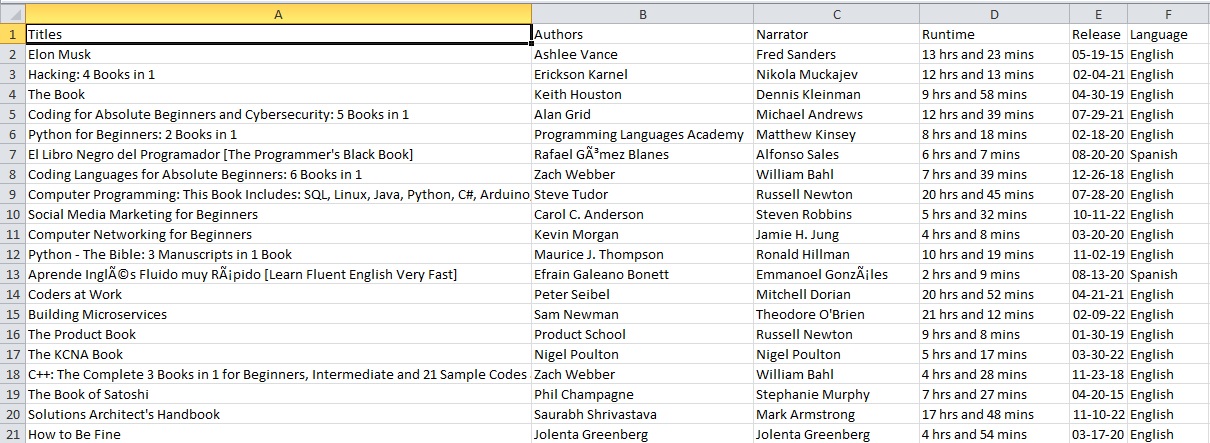 A B C D E F
1 Titles Authors Narrator Runtime Release Language
2 Elon Musk Ashlee Vance Fred Sanders 13 hrs and 23 mins 05-19-15 English
3 Hacking: 4 Books in 1 Erickson Karnel Nikola Muckajev 12 hrs and 13 mins 02-04-21 English
4 The Book Keith Houston Dennis Kleinman 9 hrs and 58 mins 04-30-19 English
5 Coding for Absolute Beginners and Cybersecurity: 5 Books in 1 Alan Grid Michael Andrews 12 hrs and 39 mins 07-29-21 English
6 Python for Beginners: 2 Books in 1 Programming Languages Academy Matthew Kinsey 8 hrs and 18 mins 02-18-20 English
7 El Libro Negro del Programador [The Programmer's Black Book] Rafael GÃ³mez Blanes Alfonso Sales 6 hrs and 7 mins 08-20-20 Spanish
8 Coding Languages for Absolute Beginners: 6 Books in 1 Zach Webber William Bahl 7 hrs and 39 mins 12-26-18 English
9 Computer Programming: This Book Includes: SQL, Linux, Java, Python, C#, Arduino Steve Tudor Russell Newton 20 hrs and 45 mins 07-28-20 English
10 Social Media Marketing for Beginners Carol C. Anderson Steven Robbins 5 hrs and 32 mins 10-11-22 English
11 Computer Networking for Beginners Kevin Morgan Jamie H. Jung 4 hrs and 8 mins 03-20-20 English
12 Python - The Bible: 3 Manuscripts in 1 Book Maurice J. Thompson Ronald Hillman 10 hrs and 19 mins 11-02-19 English
13 Aprende InglÃ©s Fluido muy RÃ¡pido [Learn Fluent English Very Fast] Efrain Galeano Bonett Emmanoel GonzÃ¡les 2 hrs and 9 mins 08-13-20 Spanish
14 Coders at Work Peter Seibel Mitchell Dorian 20 hrs and 52 mins 04-21-21 English
15 Building Microservices Sam Newman Theodore O'Brien 21 hrs and 12 mins 02-09-22 English
16 The Product Book Product School Russell Newton 9 hrs and 8 mins 01-30-19 English
17 The KCNA Book Nigel Poulton Nigel Poulton 5 hrs and 17 mins 03-30-22 English
18 C++: The Complete 3 Books in 1 for Beginners, Intermediate and 21 Sample Codes Zach Webber William Bahl 4 hrs and 28 mins 11-23-18 English
19 The Book of Satoshi Phil Champagne Stephanie Murphy 7 hrs and 27 mins 04-20-15 English
20 Solutions Architect's Handbook Saurabh Shrivastava Mark Armstrong 17 hrs and 48 mins 11-10-22 English
21 How to Be Fine Jolenta Greenberg Jolenta Greenberg 4 hrs and 54 mins 03-17-20 English